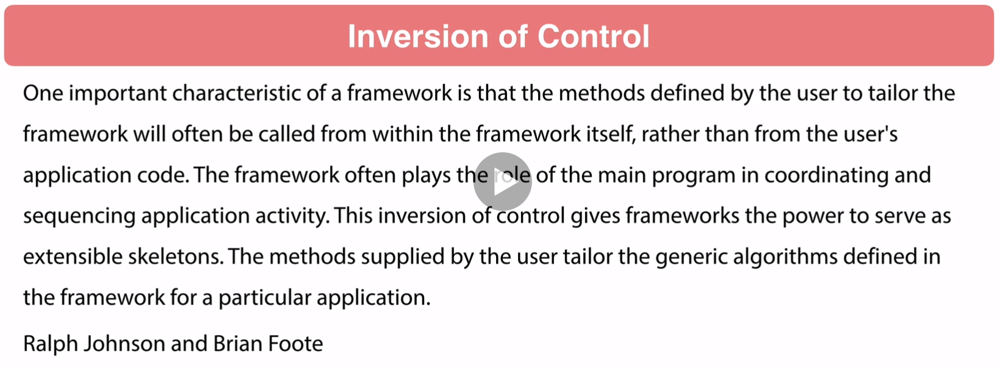 Inversion of Control
One important characteristic of a framework is that the methods defined by the user to tailor the
framework will often be called from within the framework itself, rather than from the user's
application code. The framework often plays the role of the main program in coordinating and
sequencing application activity. This inversion of control gives frameworks the power to serve as
extensible skeletons. The methods supplied by the user tailor the generic algorithms defined in
the framework for a particular application.
Ralph Johnson and Brian Foote